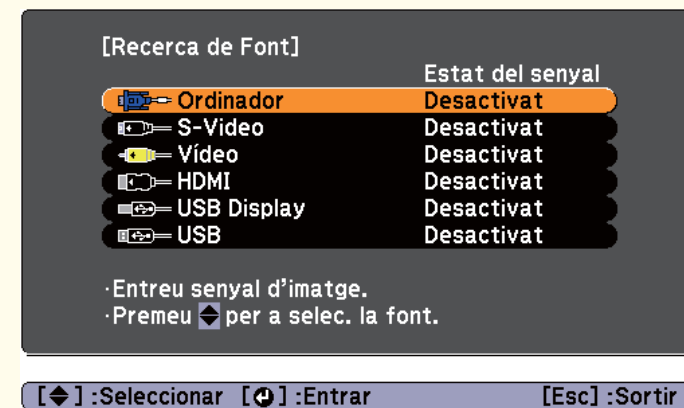 [Recerca de Font]
Estat del senyal
Ordinador Desactivat
S-Video Desactivat
Vídeo Desactivat
HDMI Desactivat
USB Display Desactivat
USB Desactivat
·Entreu senyal d'imatge.
·Premeu per a selec. la font.
[ ] :Seleccionar [ ] :Entrar [Esc] :Sortir